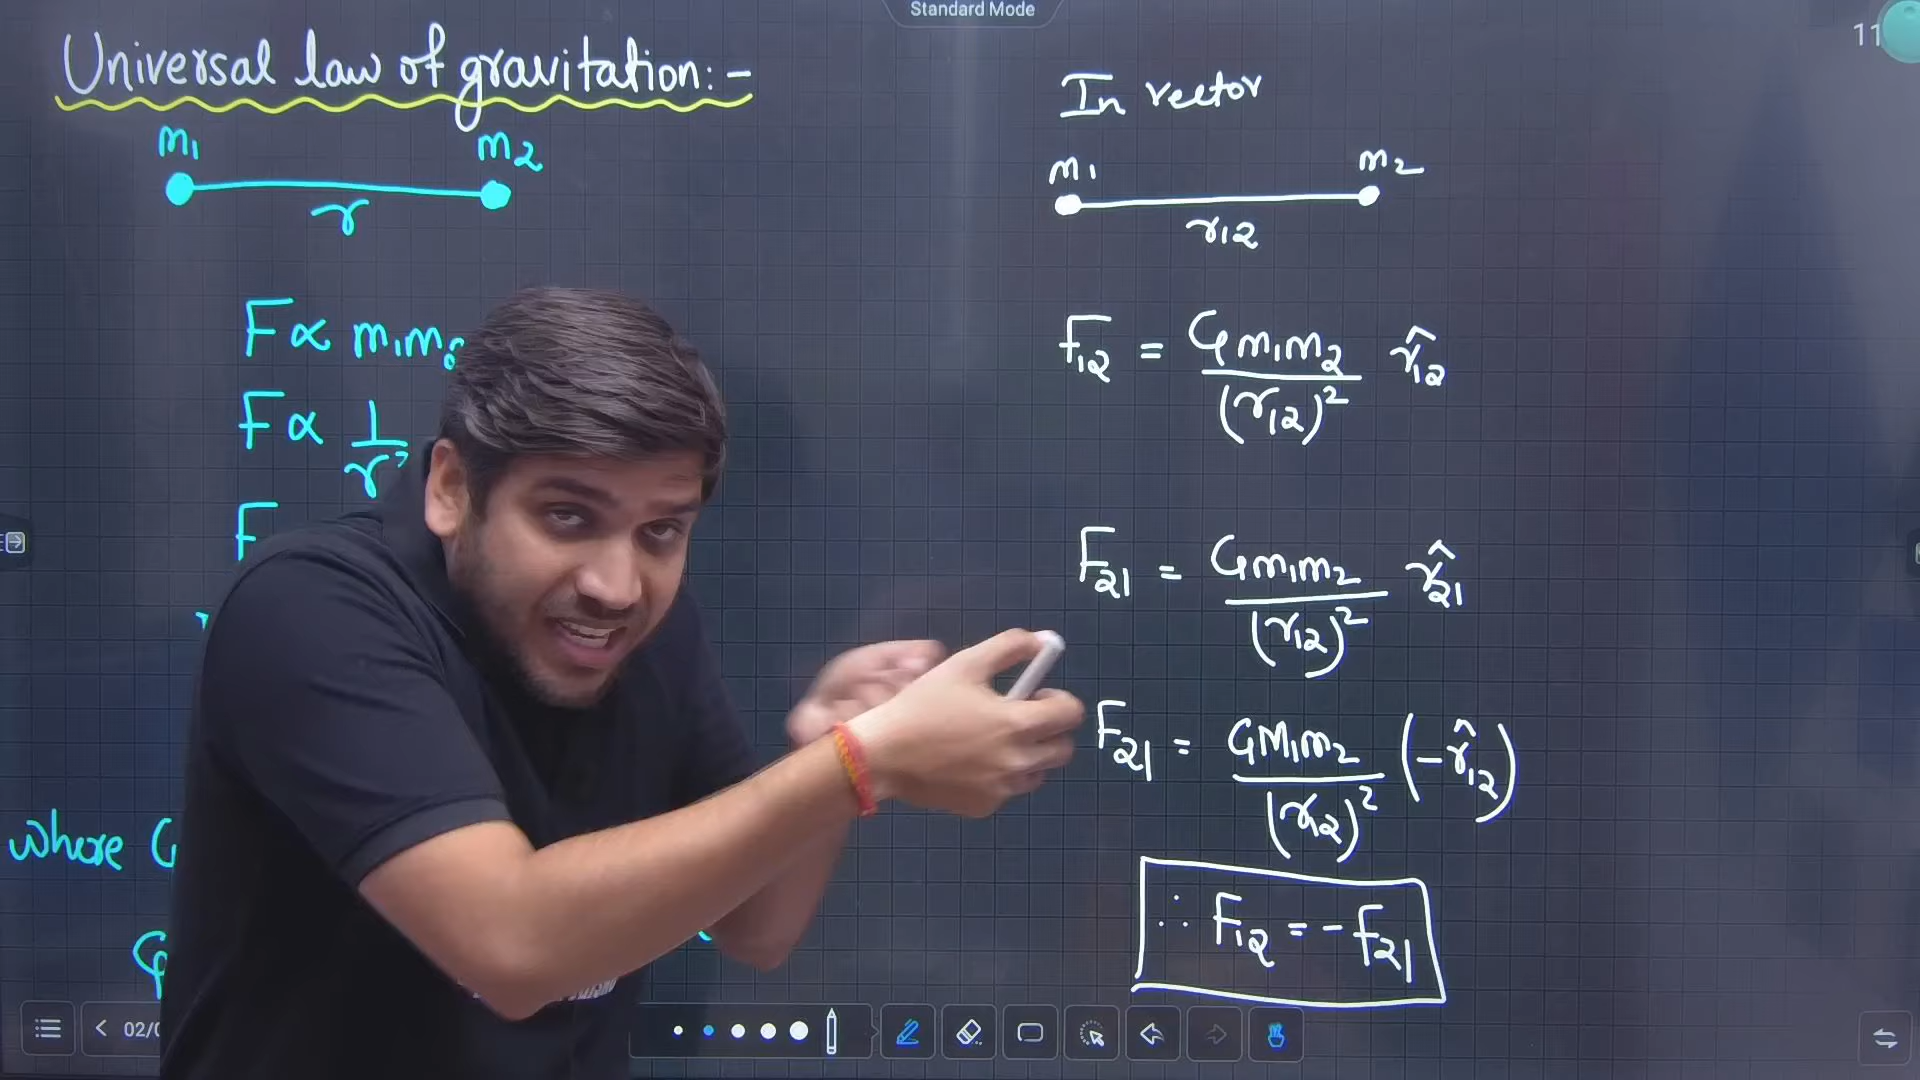 Standard Mode
11
Universal law of gravitation:-
m1 m2
r
F∝ m1m2
F∝ 1/r²
F
where G
02/0
In vector
m1 m2
r12
F12 = Gm1m2/(r12)² r̂12
F21 = Gm1m2/(r12)² r̂21
F21 = Gm1m2/(r12)² (-r̂12)
∴ F12 = -F21